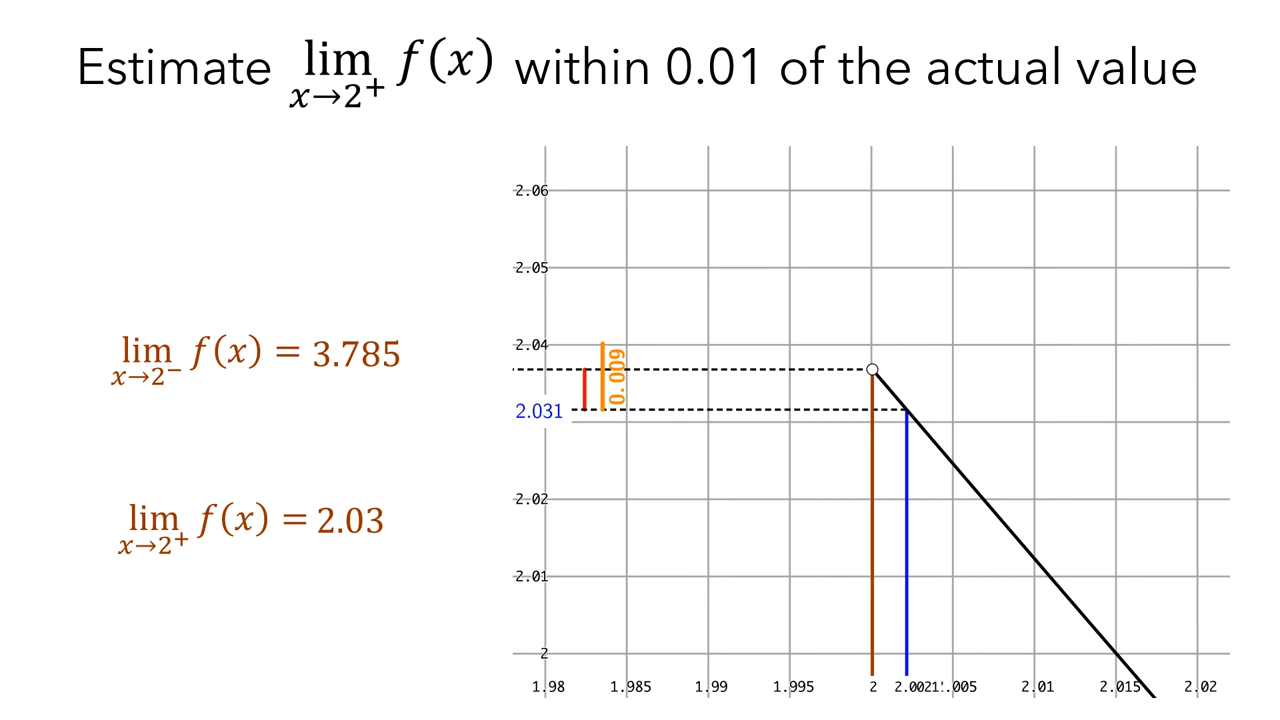 Estimate lim x→2⁺ f(x) within 0.01 of the actual value
2.06
2.05
lim x→2⁻ f(x) = 3.785
2.04
0.009
2.031
lim x→2⁺ f(x) = 2.03
2.02
2.01
2
1.98 1.985 1.99 1.995 2 2.0021 2.01 2.015 2.02